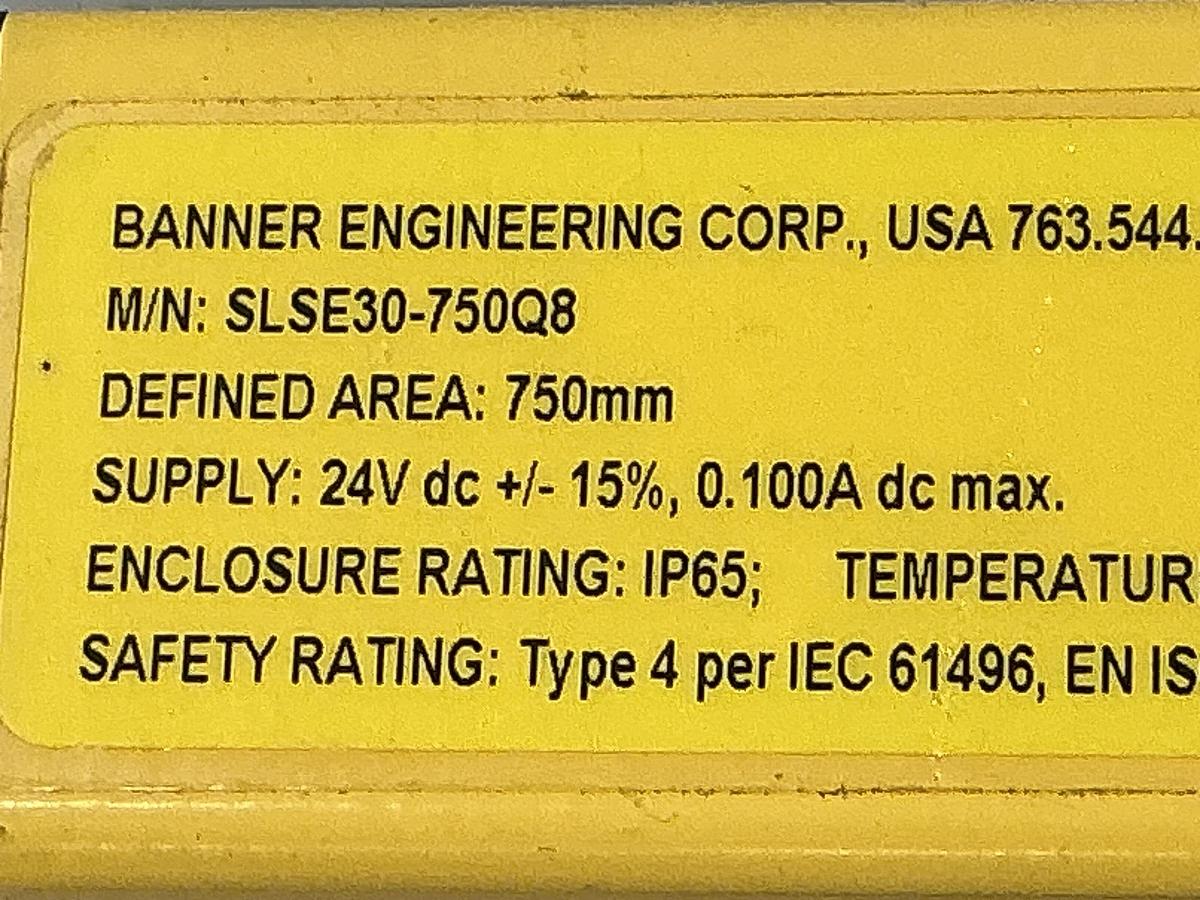 BANNER ENGINEERING CORP., USA 763.544.
M/N: SLSE30-750Q8
DEFINED AREA: 750mm
SUPPLY: 24V dc +/- 15%, 0.100A dc max.
ENCLOSURE RATING: IP65; TEMPERATUR
SAFETY RATING: Type 4 per IEC 61496, EN IS